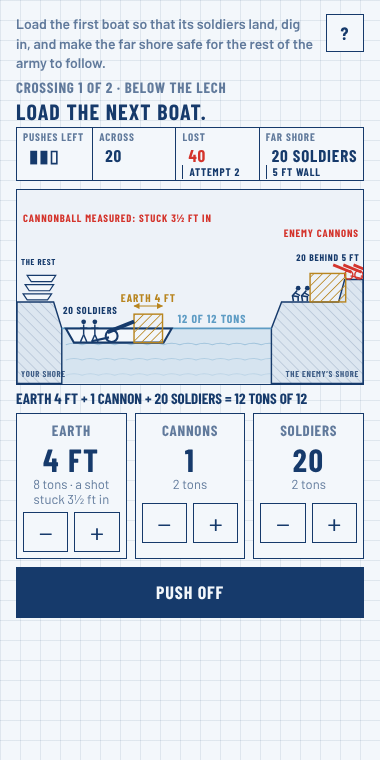 Load the first boat so that its soldiers land, dig
in, and make the far shore safe for the rest of the
army to follow.
?
CROSSING 1 OF 2 · BELOW THE LECH
LOAD THE NEXT BOAT.
PUSHES LEFT
ACROSS
20
LOST
40
ATTEMPT 2
FAR SHORE
20 SOLDIERS
5 FT WALL
CANNONBALL MEASURED: STUCK 3½ FT IN
ENEMY CANNONS
THE REST
20 BEHIND 5 FT
EARTH 4 FT
20 SOLDIERS
12 OF 12 TONS
YOUR SHORE
THE ENEMY'S SHORE
EARTH 4 FT + 1 CANNON + 20 SOLDIERS = 12 TONS OF 12
EARTH
4 FT
8 tons · a shot
stuck 3½ ft in
− +
CANNONS
1
2 tons
− +
SOLDIERS
20
2 tons
− +
PUSH OFF